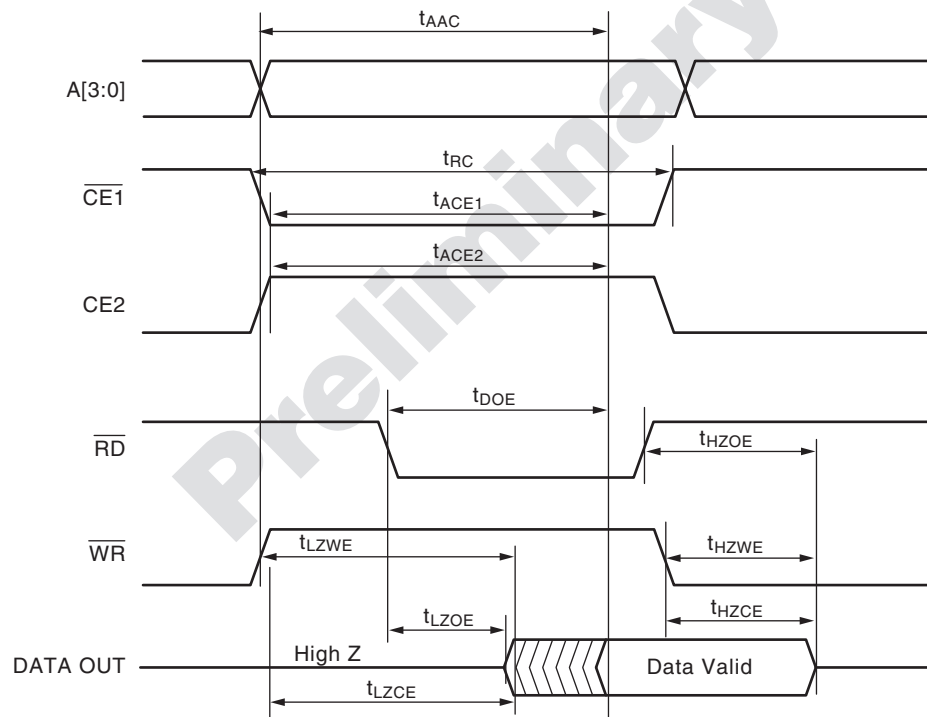 tAAC
A[3:0]
tRC
CE1
tACE1
tACE2
CE2
tDOE
RD
tHZOE
WR
tLZWE
tHZWE
tLZOE
tHZCE
High Z
DATA OUT
Data Valid
tLZCE
Preliminary